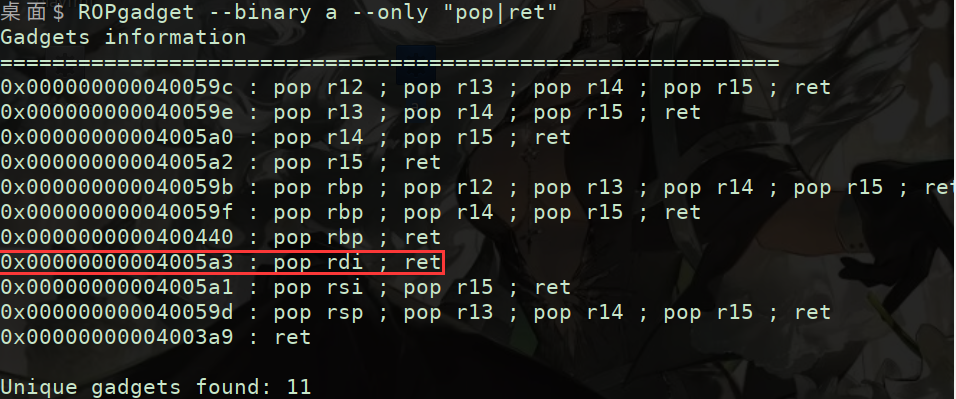 桌面$ ROPgadget --binary a --only "pop|ret"
Gadgets information
============================================================
0x000000000040059c : pop r12 ; pop r13 ; pop r14 ; pop r15 ; ret
0x000000000040059e : pop r13 ; pop r14 ; pop r15 ; ret
0x00000000004005a0 : pop r14 ; pop r15 ; ret
0x00000000004005a2 : pop r15 ; ret
0x000000000040059b : pop rbp ; pop r12 ; pop r13 ; pop r14 ; pop r15 ; ret
0x000000000040059f : pop rbp ; pop r14 ; pop r15 ; ret
0x0000000000400440 : pop rbp ; ret
0x00000000004005a3 : pop rdi ; ret
0x00000000004005a1 : pop rsi ; pop r15 ; ret
0x000000000040059d : pop rsp ; pop r13 ; pop r14 ; pop r15 ; ret
0x00000000004003a9 : ret

Unique gadgets found: 11